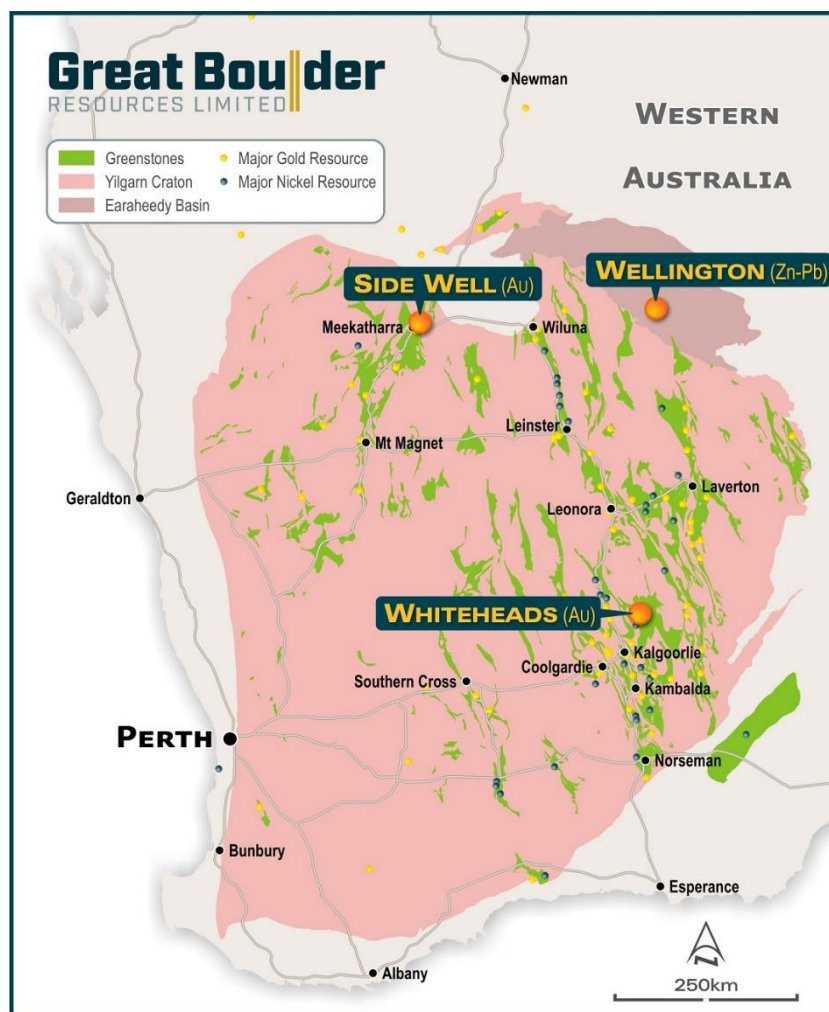 Great Boulder
RESOURCES LIMITED
Newman
WESTERN
AUSTRALIA
Greenstones
Major Gold Resource
Yilgarn Craton
Major Nickel Resource
Earaheedy Basin
SIDE WELL (Au)
WELLINGTON (Zn-Pb)
Meekatharra
Wiluna
Leinster
Mt Magnet
Geraldton
Laverton
Leonora
WHITEHEADS (Au)
Kalgoorlie
Coolgardie
Southern Cross
Kambalda
PERTH
Norseman
Bunbury
Esperance
Albany
N
250km